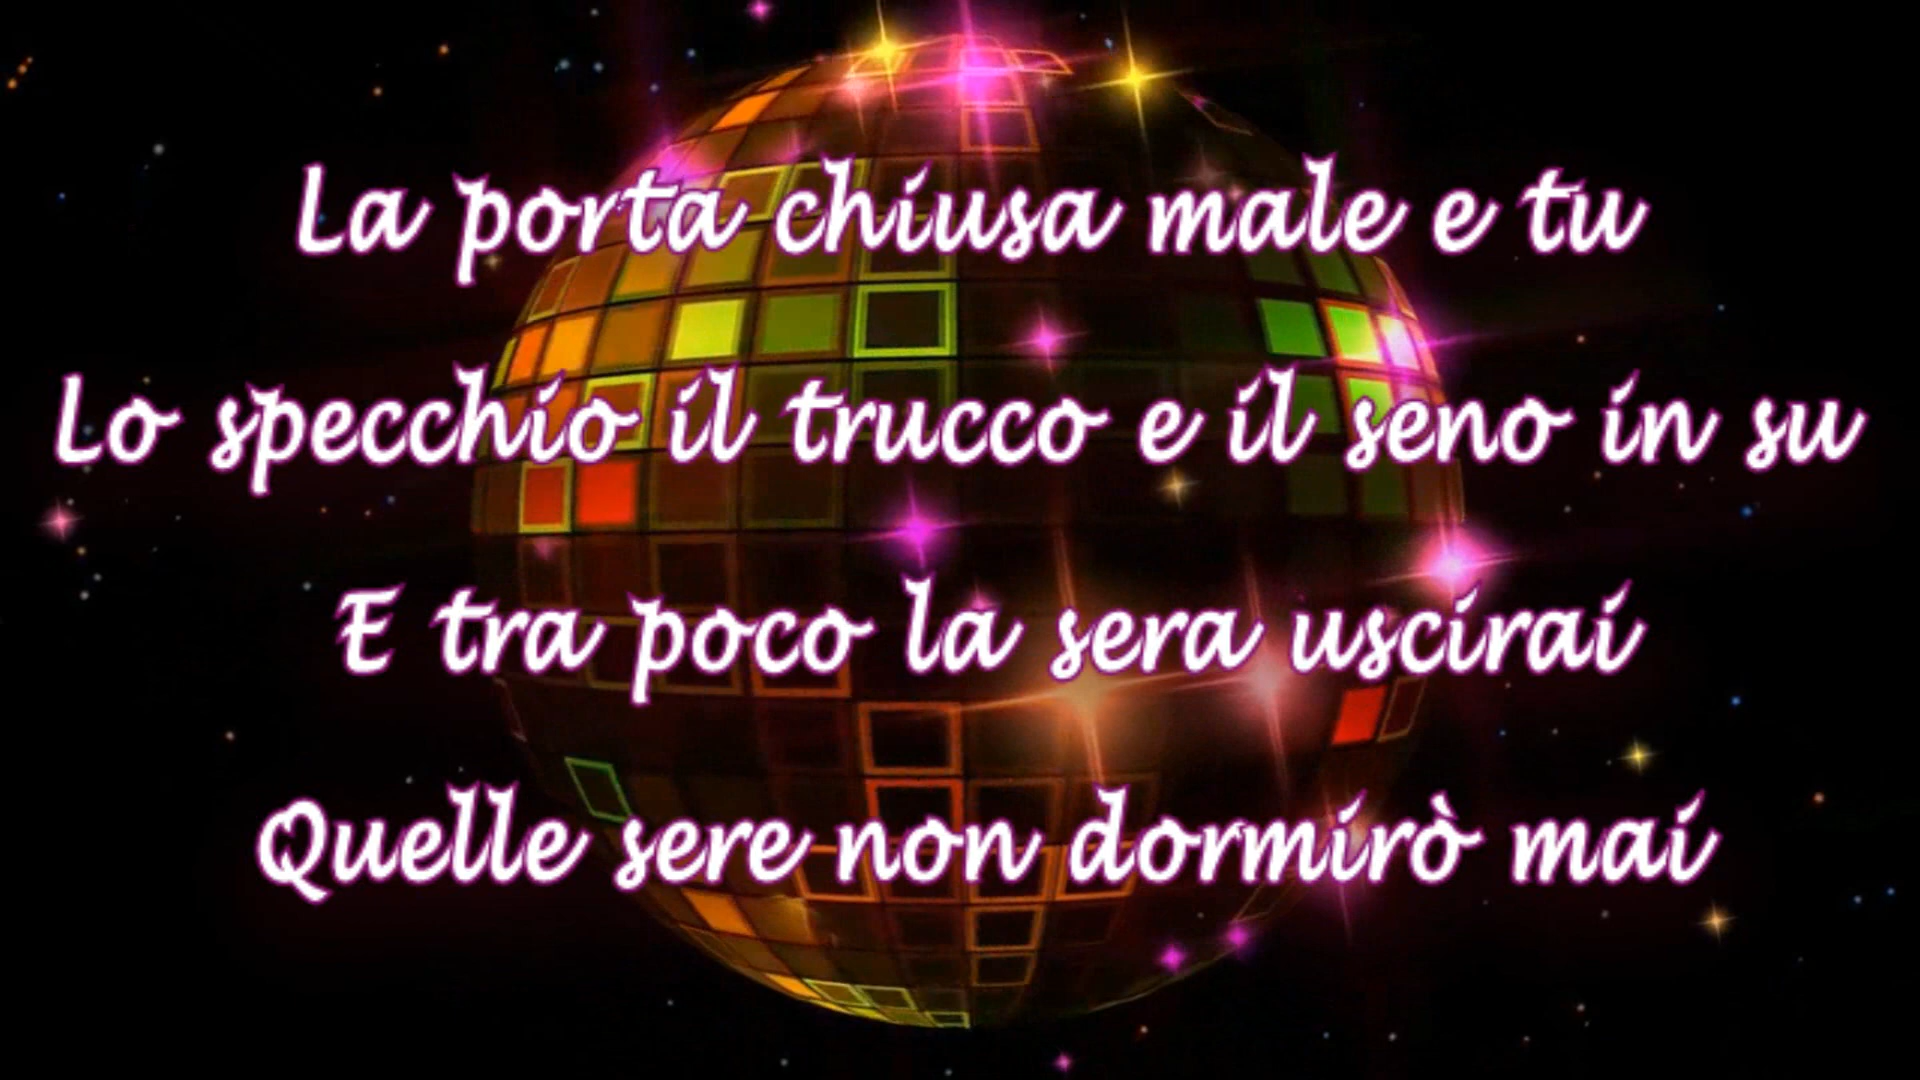 La porta chiusa male e tu
Lo specchio il trucco e il seno in su
E tra poco la sera uscirai
Quelle sere non dormirò mai